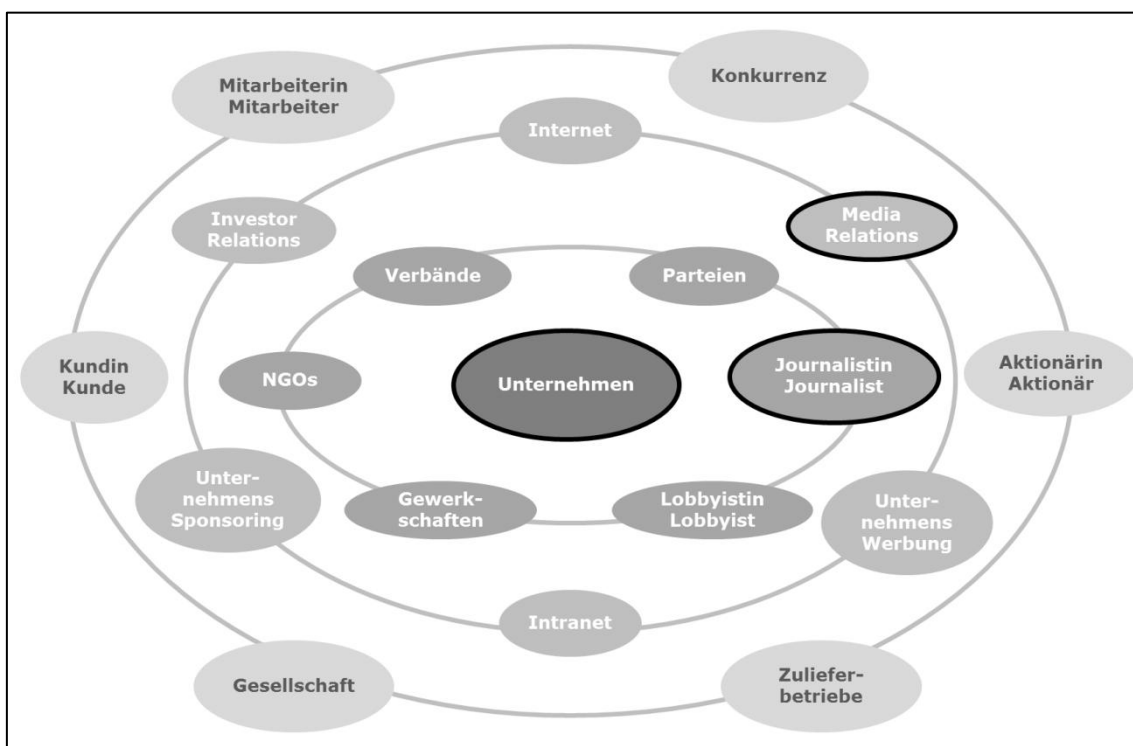 Mitarbeiterin
Mitarbeiter
Konkurrenz
Internet
Investor
Relations
Media
Relations
Verbände
Parteien
Kundin
Kunde
NGOs
Unternehmen
Journalistin
Journalist
Aktionärin
Aktionär
Unter-
nehmens
Sponsoring
Gewerk-
schaften
Lobbyistin
Lobbyist
Unter-
nehmens
Werbung
Intranet
Gesellschaft
Zuliefer-
betriebe